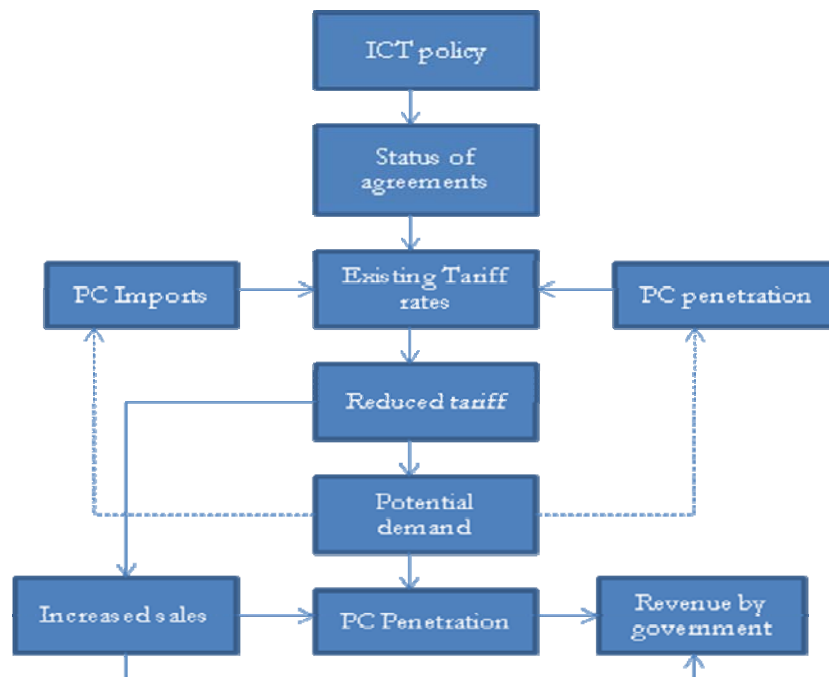 ICT policy
Status of
agreements
PC Imports
Existing Tariff
rates
PC penetration
Reduced tariff
Potential
demand
Increased sales
PC Penetration
Revenue by
government